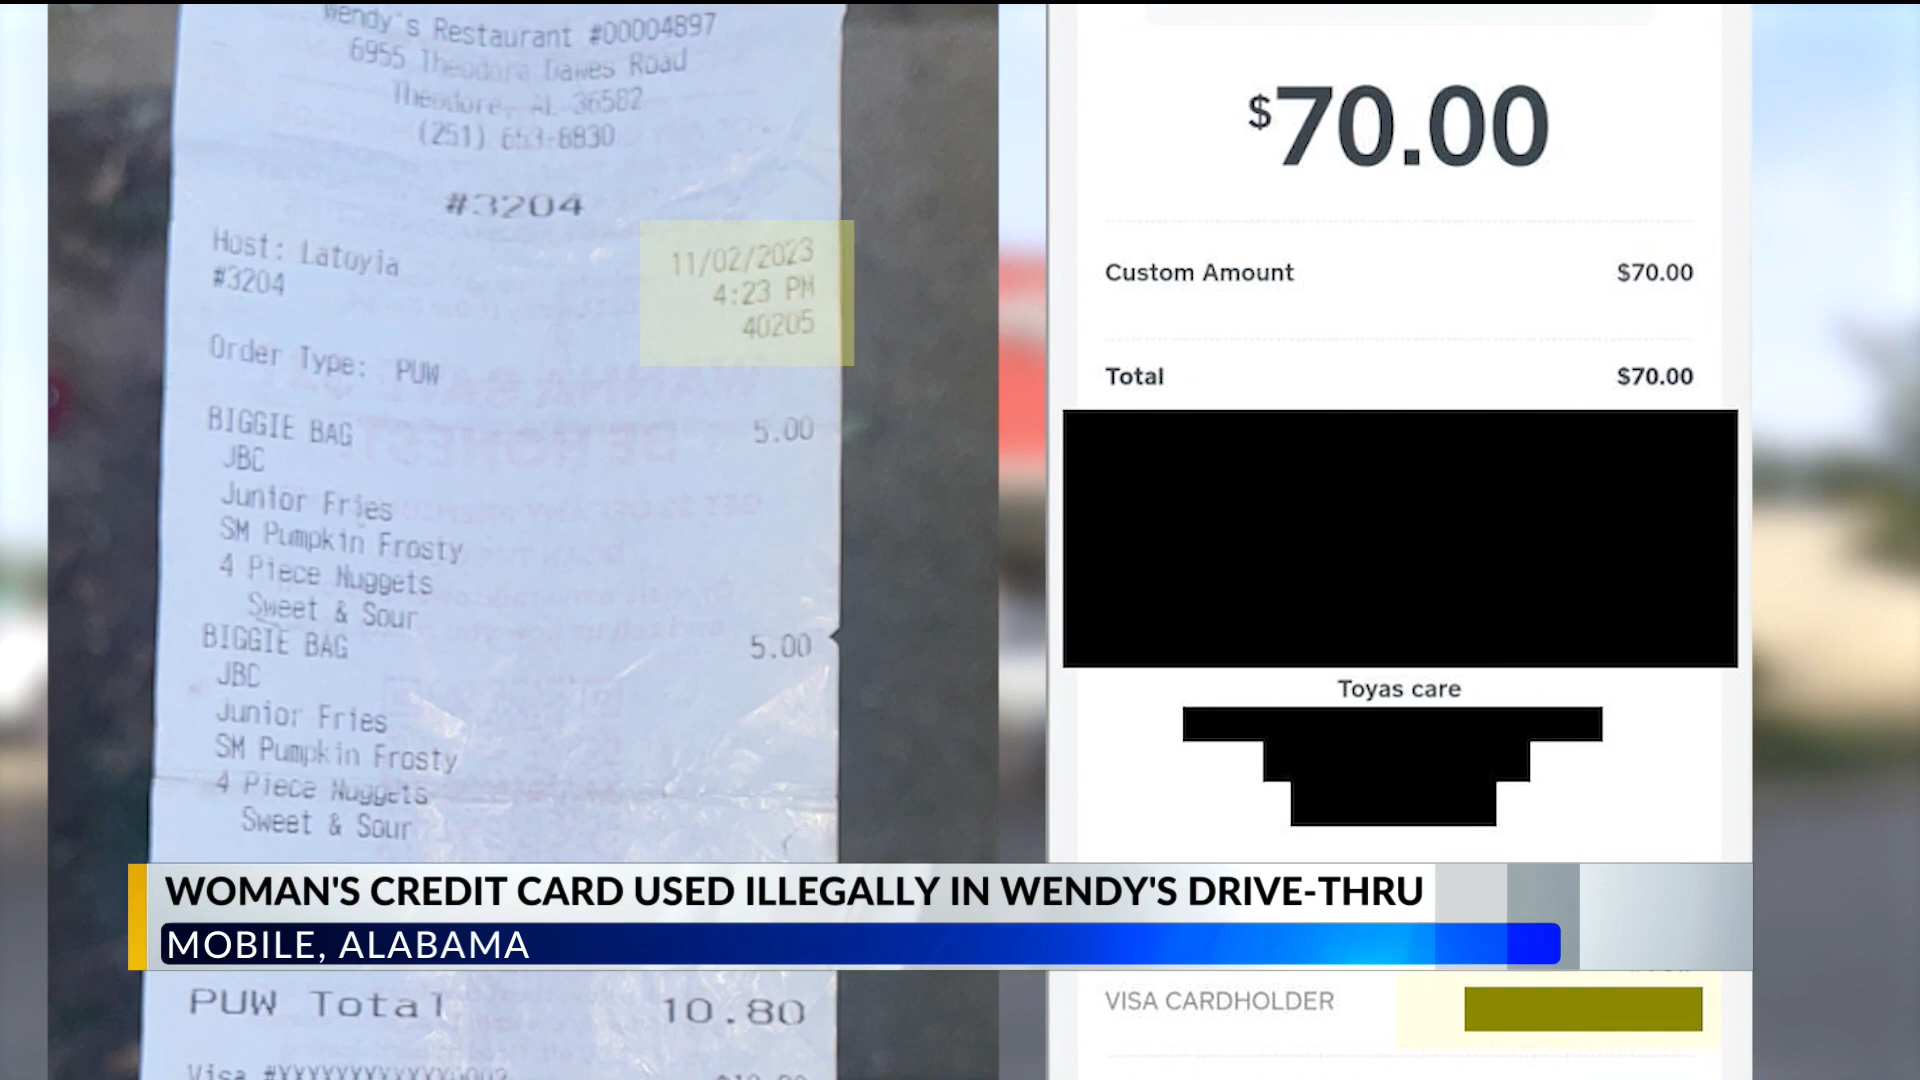 Wendy's Restaurant #00004897
6955 Theodore Dawes Road
Theodore, AL 36582
(251) 653-8830
#3204
Host: Latoyia
#3204
11/02/2023
4:23 PM
40205
Order Type: PUW
BIGGIE BAG 5.00
JBC
Junior Fries
SM Pumpkin Frosty
4 Piece Nuggets
Sweet & Sour
BIGGIE BAG 5.00
JBC
Junior Fries
SM Pumpkin Frosty
4 Piece Nuggets
Sweet & Sour
PUW Total 10.80
Visa
$70.00
Custom Amount $70.00
Total $70.00
Toyas care
VISA CARDHOLDER
WOMAN'S CREDIT CARD USED ILLEGALLY IN WENDY'S DRIVE-THRU
MOBILE, ALABAMA